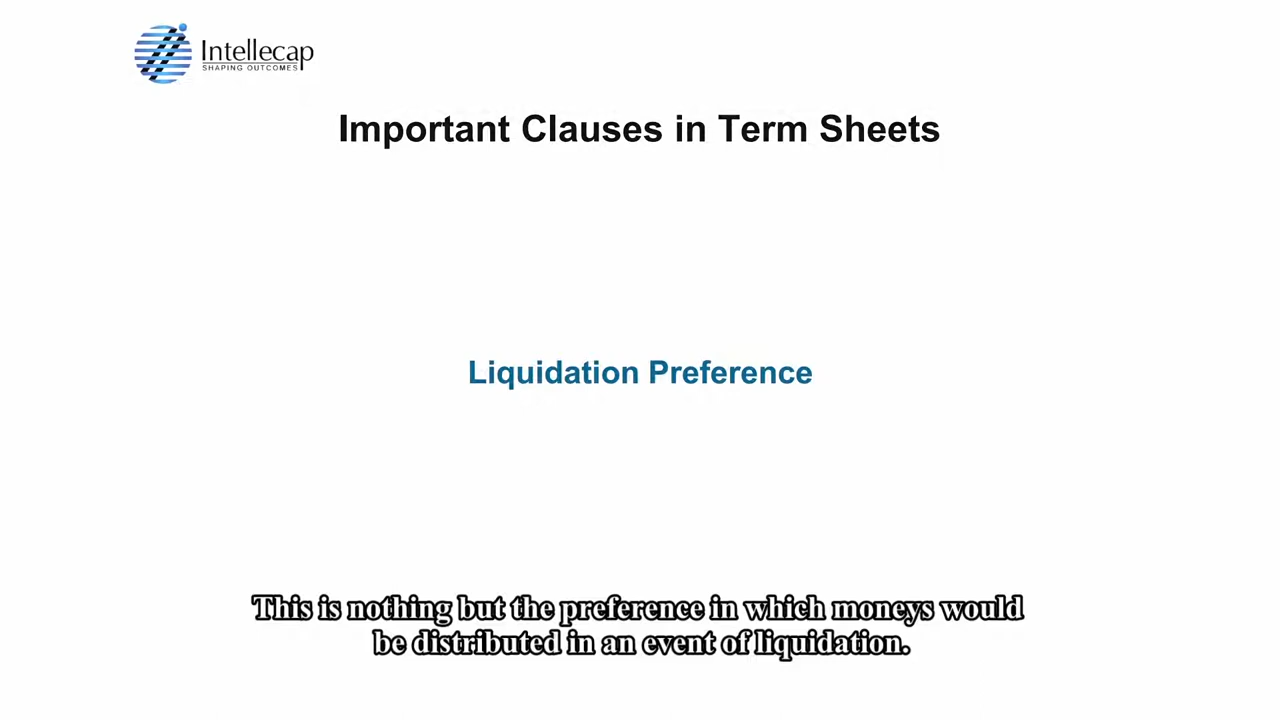 Intellecap
SHAPING OUTCOMES
Important Clauses in Term Sheets
Liquidation Preference
This is nothing but the preference in which moneys would
be distributed in an event of liquidation.